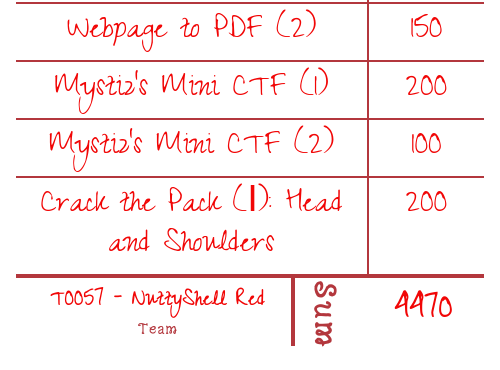 Webpage to PDF (2) 150
Mystiz's Mini CTF (1) 200
Mystiz's Mini CTF (2) 100
Crack the Pack (I): Head 200
and Shoulders
T0057 - NuttyShell Red Sum 4470
Team